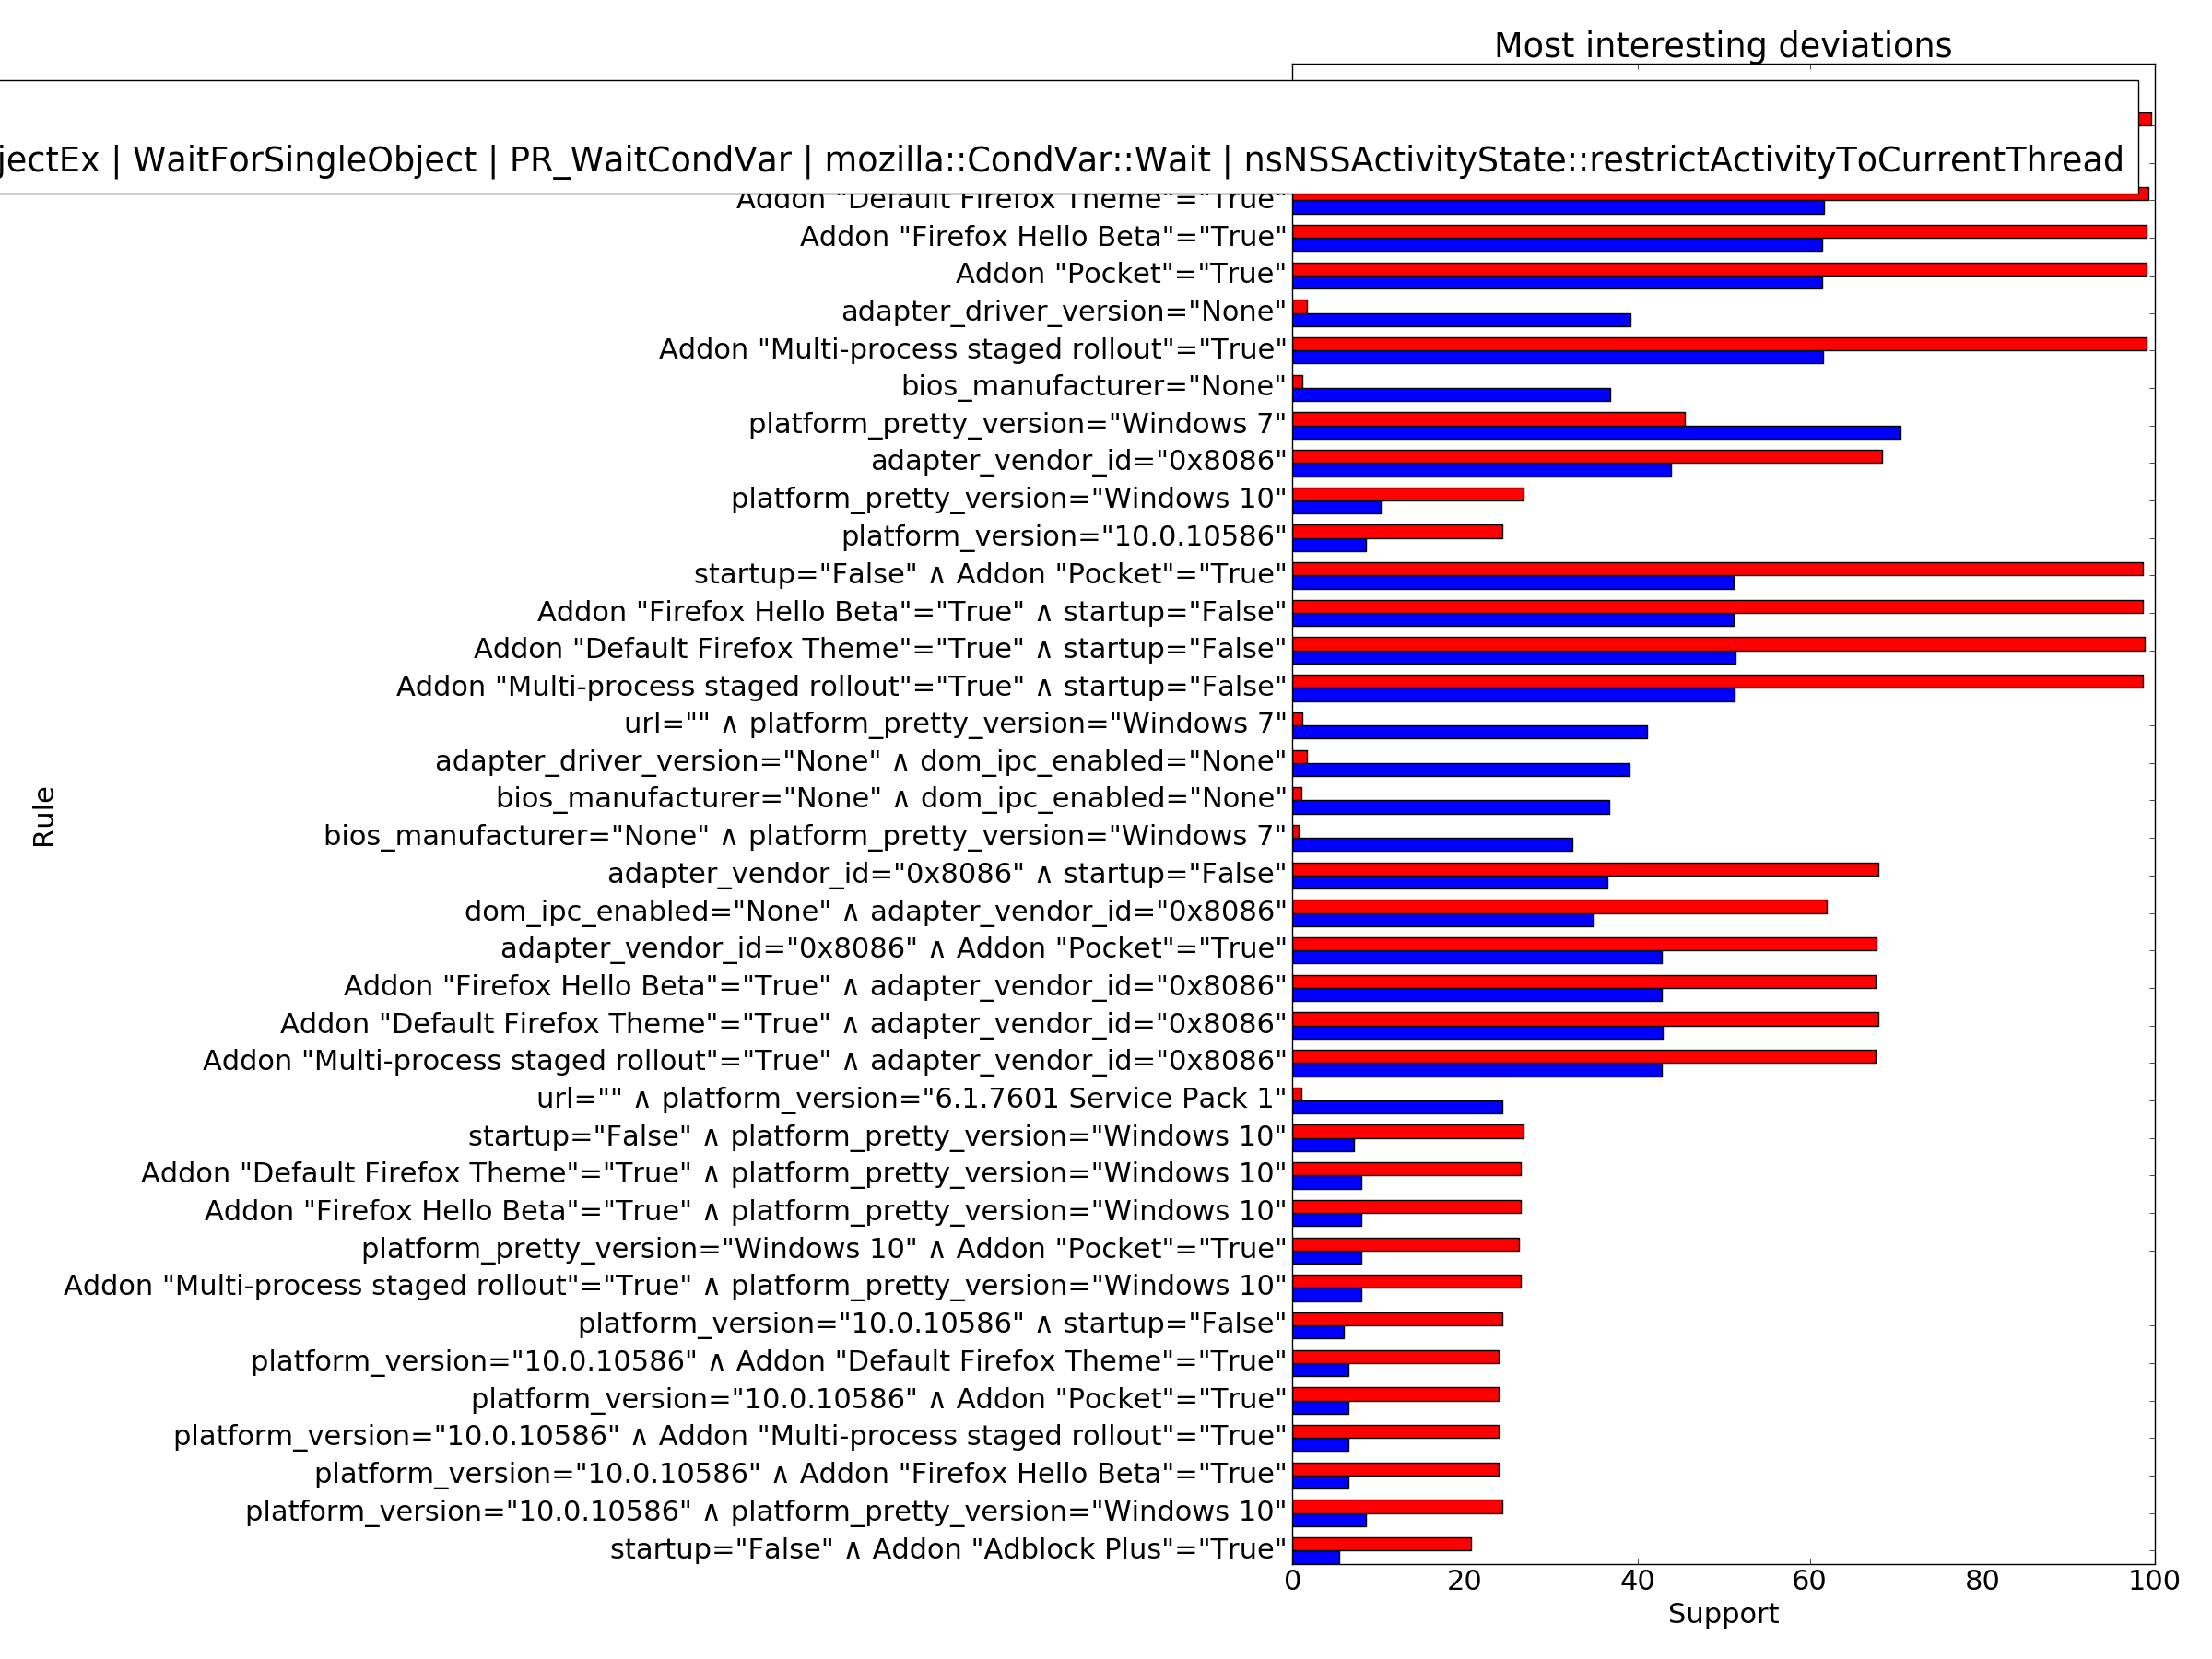 Most interesting deviations
jectEx | WaitForSingleObject | PR_WaitCondVar | mozilla::CondVar::Wait | nsNSSActivityState::restrictActivityToCurrentThread
Addon "Default Firefox Theme"="True"
Addon "Firefox Hello Beta"="True"
Addon "Pocket"="True"
adapter_driver_version="None"
Addon "Multi-process staged rollout"="True"
bios_manufacturer="None"
platform_pretty_version="Windows 7"
adapter_vendor_id="0x8086"
platform_pretty_version="Windows 10"
platform_version="10.0.10586"
startup="False" ∧ Addon "Pocket"="True"
Addon "Firefox Hello Beta"="True" ∧ startup="False"
Addon "Default Firefox Theme"="True" ∧ startup="False"
Addon "Multi-process staged rollout"="True" ∧ startup="False"
url="" ∧ platform_pretty_version="Windows 7"
adapter_driver_version="None" ∧ dom_ipc_enabled="None"
bios_manufacturer="None" ∧ dom_ipc_enabled="None"
bios_manufacturer="None" ∧ platform_pretty_version="Windows 7"
adapter_vendor_id="0x8086" ∧ startup="False"
dom_ipc_enabled="None" ∧ adapter_vendor_id="0x8086"
adapter_vendor_id="0x8086" ∧ Addon "Pocket"="True"
Addon "Firefox Hello Beta"="True" ∧ adapter_vendor_id="0x8086"
Addon "Default Firefox Theme"="True" ∧ adapter_vendor_id="0x8086"
Addon "Multi-process staged rollout"="True" ∧ adapter_vendor_id="0x8086"
url="" ∧ platform_version="6.1.7601 Service Pack 1"
startup="False" ∧ platform_pretty_version="Windows 10"
Addon "Default Firefox Theme"="True" ∧ platform_pretty_version="Windows 10"
Addon "Firefox Hello Beta"="True" ∧ platform_pretty_version="Windows 10"
platform_pretty_version="Windows 10" ∧ Addon "Pocket"="True"
Addon "Multi-process staged rollout"="True" ∧ platform_pretty_version="Windows 10"
platform_version="10.0.10586" ∧ startup="False"
platform_version="10.0.10586" ∧ Addon "Default Firefox Theme"="True"
platform_version="10.0.10586" ∧ Addon "Pocket"="True"
platform_version="10.0.10586" ∧ Addon "Multi-process staged rollout"="True"
platform_version="10.0.10586" ∧ Addon "Firefox Hello Beta"="True"
platform_version="10.0.10586" ∧ platform_pretty_version="Windows 10"
startup="False" ∧ Addon "Adblock Plus"="True"
Rule
0 20 40 60 80 100
Support